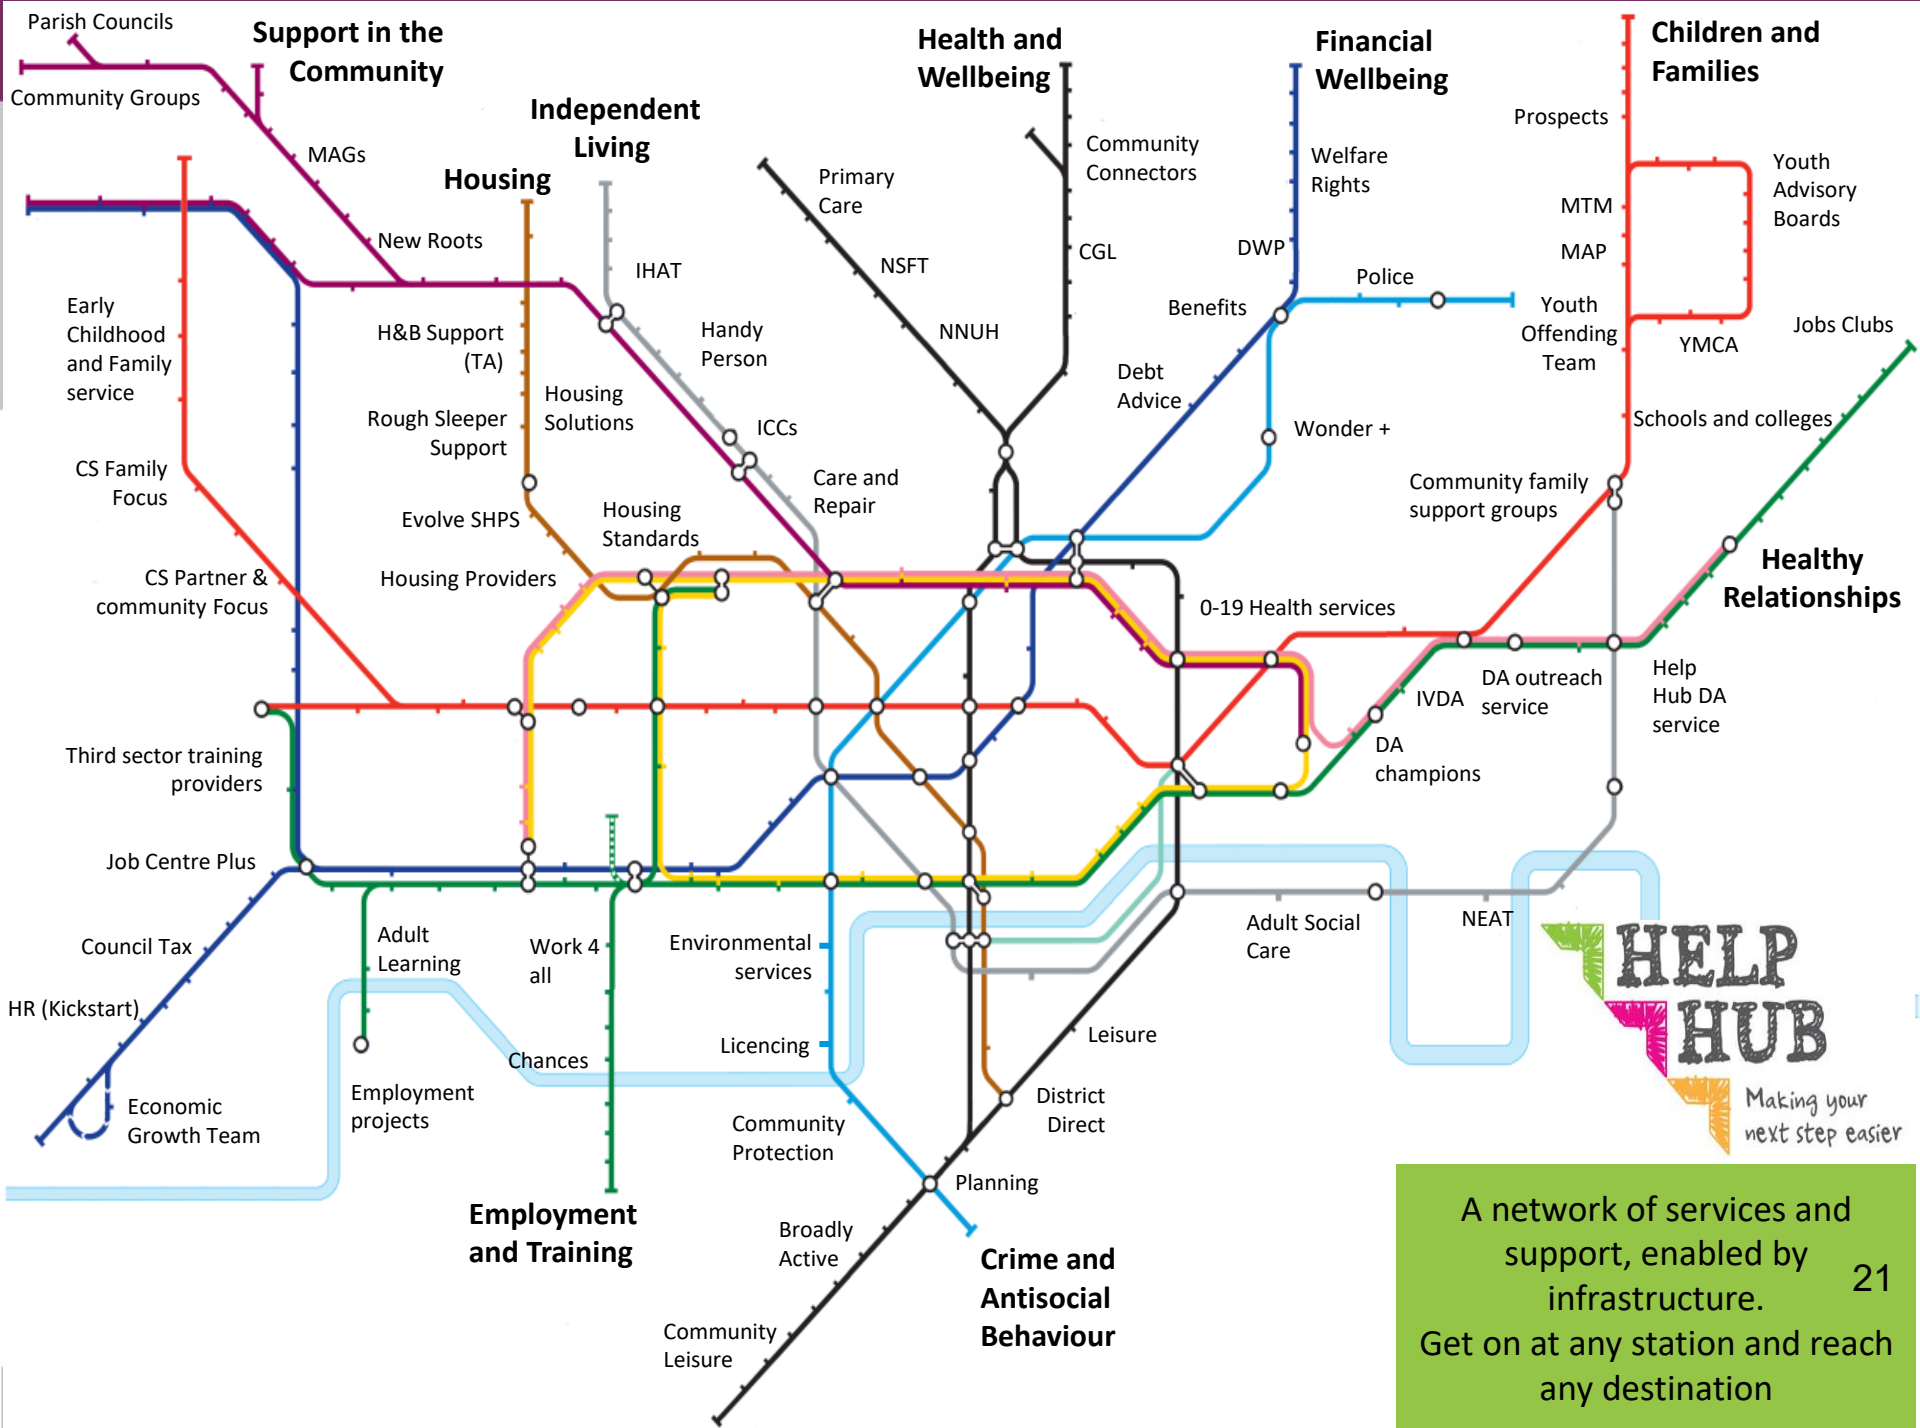 Parish Councils
Community Groups
Support in the
Community
MAGs
New Roots
Independent
Living
Housing
IHAT
Handy
Person
ICCs
Care and
Repair
Health and
Wellbeing
Primary
Care
NSFT
NNUH
Community
Connectors
CGL
Financial
Wellbeing
Welfare
Rights
DWP
Benefits
Debt
Advice
Police
Wonder +
Children and
Families
Prospects
MTM
MAP
Youth
Offending
Team
Youth
Advisory
Boards
YMCA
Jobs Clubs
Schools and colleges
Community family
support groups
Healthy
Relationships
Early
Childhood
and Family
service
CS Family
Focus
CS Partner &
community Focus
H&B Support
(TA)
Housing
Solutions
Rough Sleeper
Support
Evolve SHPS
Housing
Standards
Housing Providers
0-19 Health services
IVDA
DA outreach
service
Help
Hub DA
service
DA
champions
Third sector training
providers
Job Centre Plus
Council Tax
HR (Kickstart)
Economic
Growth Team
Adult
Learning
Employment
projects
Work 4
all
Chances
Employment
and Training
Environmental
services
Licencing
Community
Protection
Planning
Broadly
Active
Community
Leisure
Crime and
Antisocial
Behaviour
District
Direct
Leisure
Adult Social
Care
NEAT
HELP
HUB
Making your
next step easier
A network of services and
support, enabled by
infrastructure.
21
Get on at any station and reach
any destination